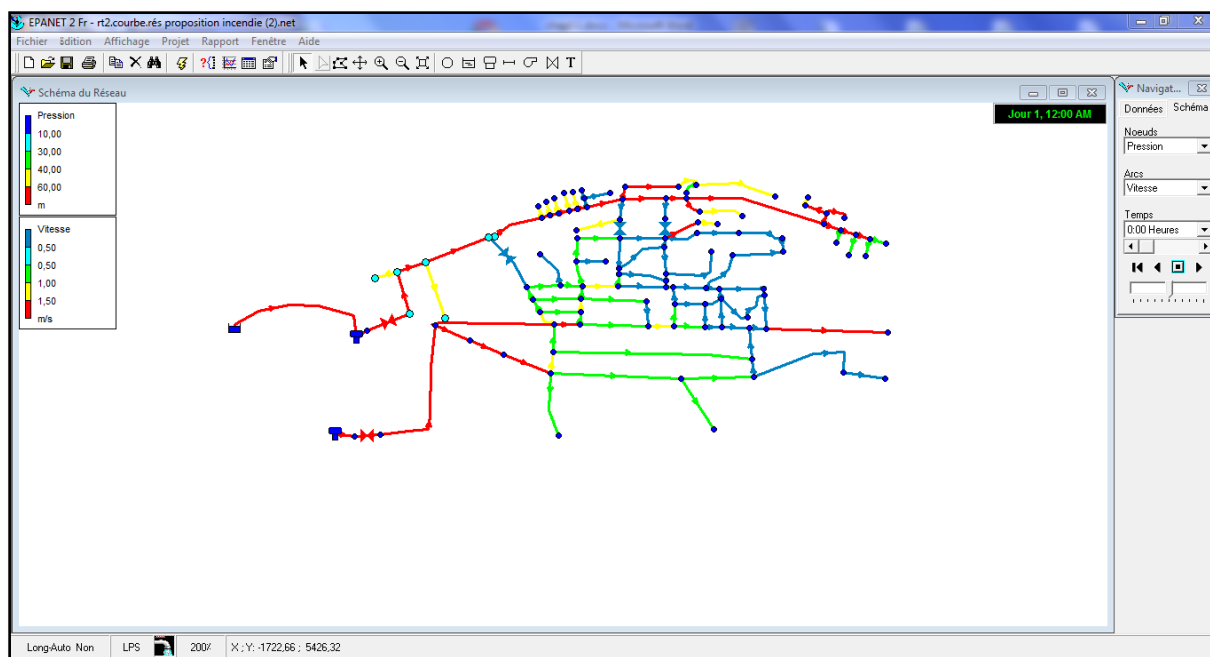 EPANET 2 Fr - rt2.courbe.rés proposition incendie (2).net
Fichier Edition Affichage Projet Rapport Fenêtre Aide
T
Schéma du Réseau
Pression
10,00
30,00
40,00
60,00
m
Vitesse
0,50
0,50
1,00
1,50
m/s
Jour 1, 12:00 AM
Navigat...
Données Schéma
Noeuds
Pression
Arcs
Vitesse
Temps
0:00 Heures
Long-Auto Non LPS 200% X ; Y: -1722,66 ; 5426,32